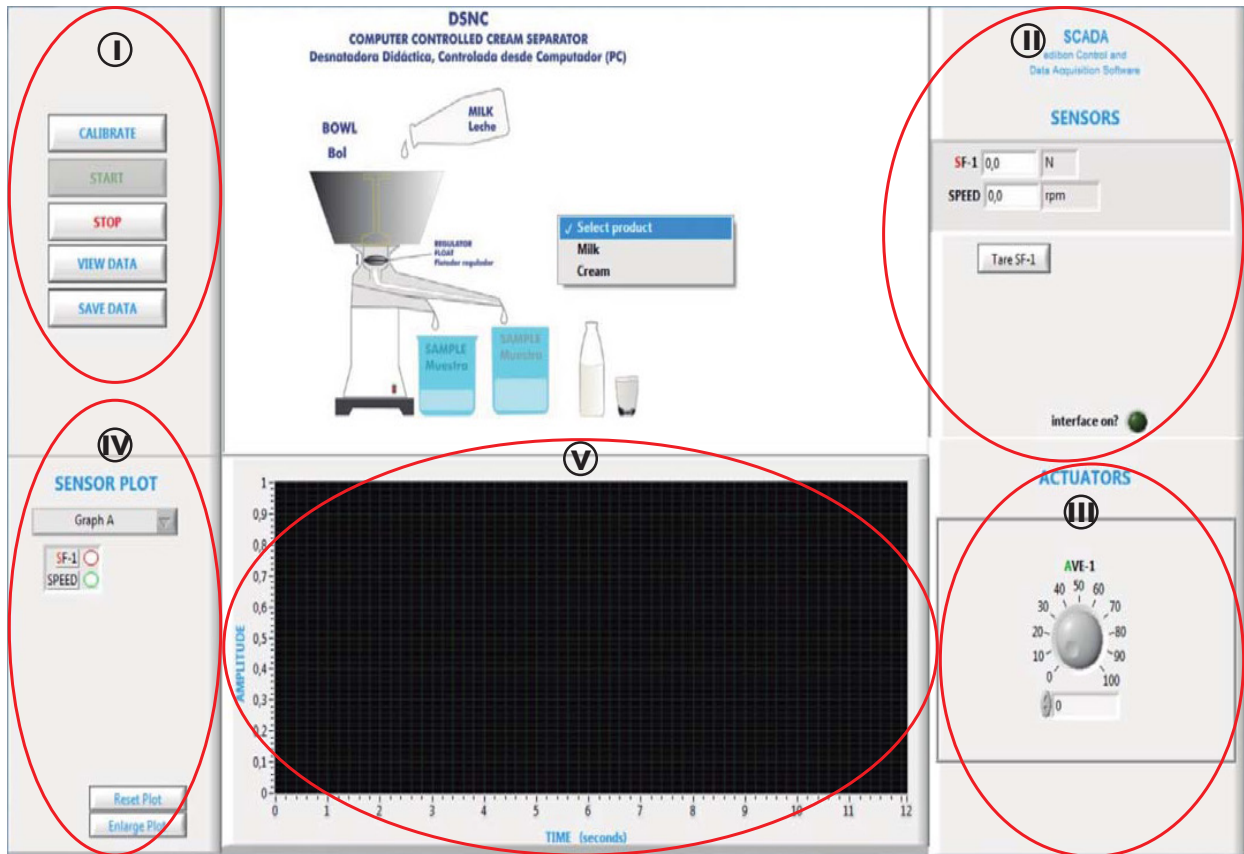 DSNC
COMPUTER CONTROLLED CREAM SEPARATOR
Desnatadora Didáctica, Controlada desde Computador (PC)
I
CALIBRATE
START
STOP
VIEW DATA
SAVE DATA
MILK
Leche
BOWL
Bol
1
REGULATOR
FLOAT
Flotador regulador
✓ Select product
Milk
Cream
SAMPLE
Muestra
SAMPLE
Muestra
II
SCADA
edition Control and
Data Acquisition Software
SENSORS
SF-1 0,0 N
SPEED 0,0 rpm
Tare SF-1
interface on?
IV
SENSOR PLOT
Graph A
SF-1
SPEED
Reset Plot
Enlarge Plot
V
AMPLITUDE
1
0,9
0,8
0,7
0,6
0,5
0,4
0,3
0,2
0,1
0
0 1 2 3 4 5 6 7 8 9 10 11 12
TIME (seconds)
ACTUATORS
III
AVE-1
0 10 20 30 40 50 60 70 80 90 100
0